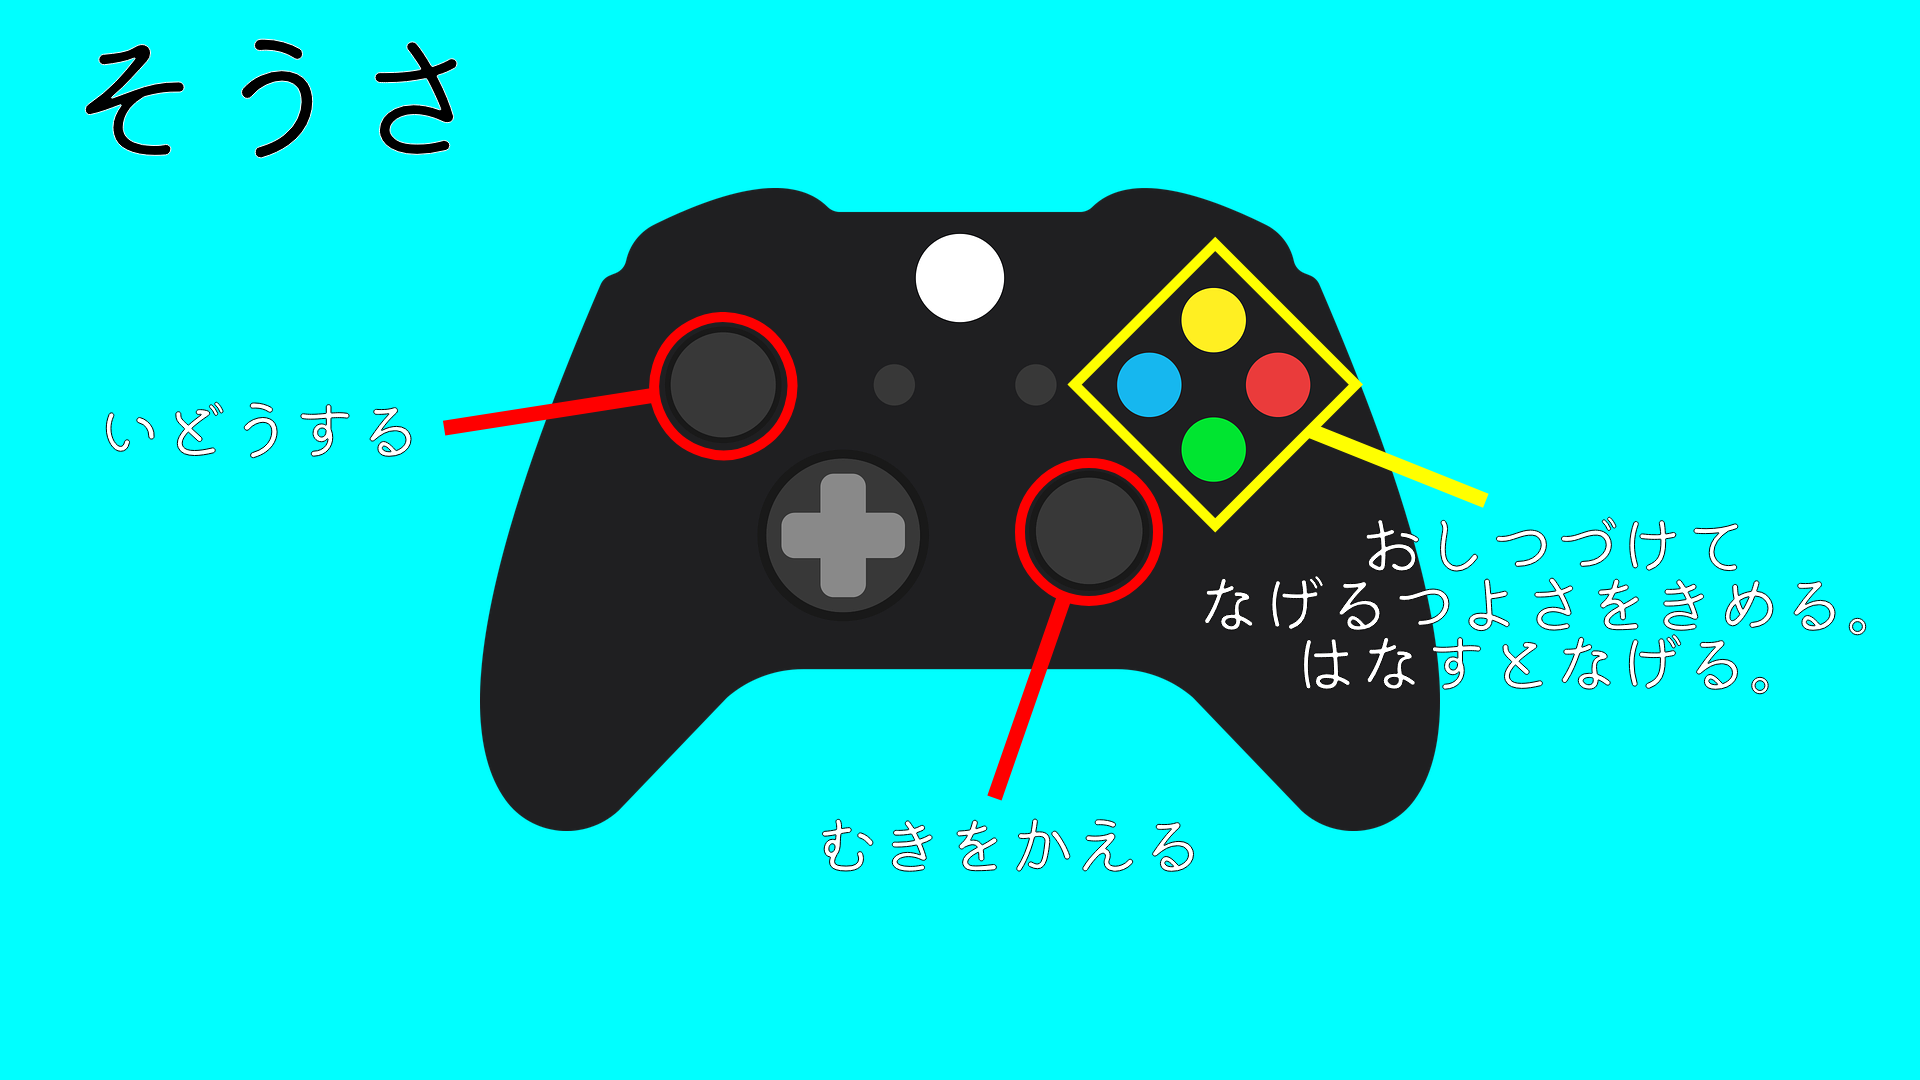 そうさ
いどうする
おしつづけて
なげるつよさをきめる。
はなすとなげる。
むきをかえる